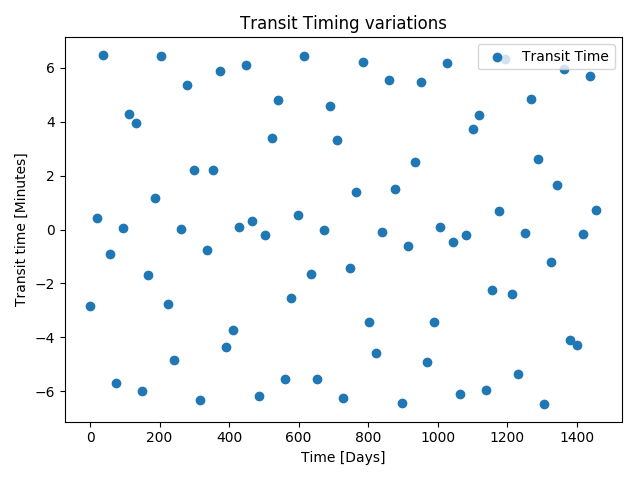 Transit Timing variations
Transit Time
6
4
2
0
−2
−4
−6
Transit time [Minutes]
0 200 400 600 800 1000 1200 1400
Time [Days]